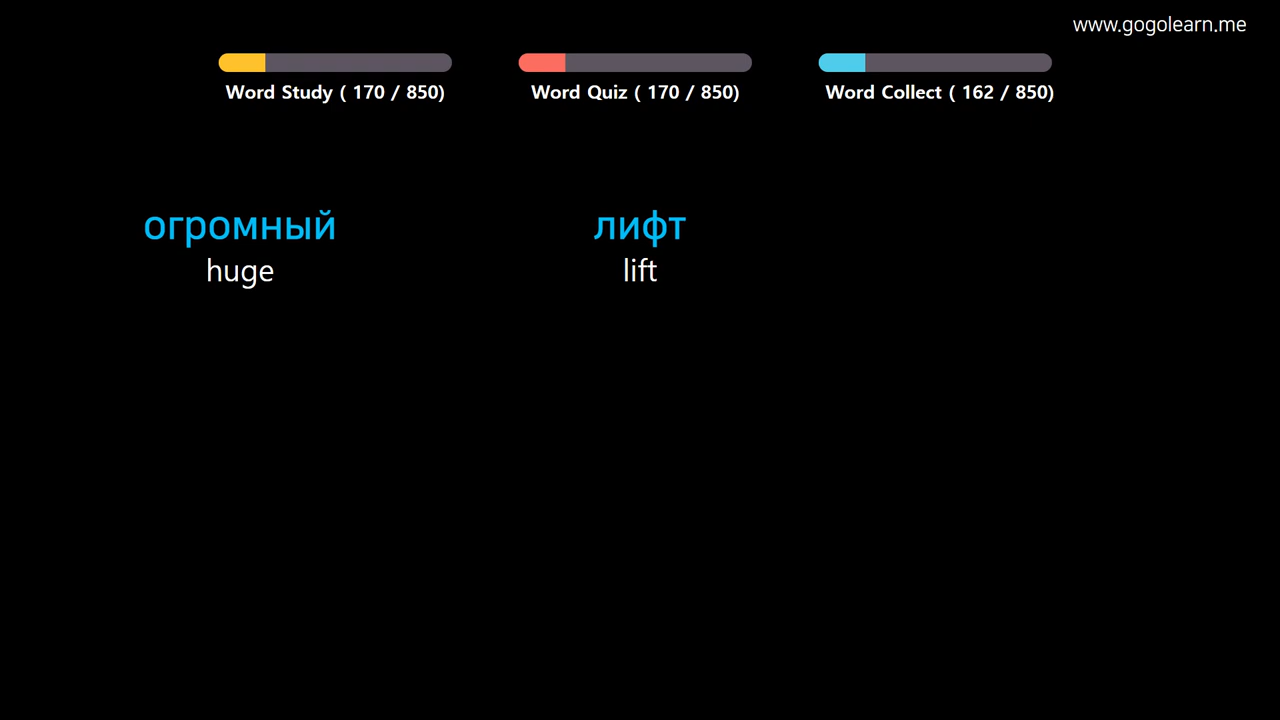 www.gogolearn.me
Word Study ( 170 / 850)
Word Quiz ( 170 / 850)
Word Collect ( 162 / 850)
огромный
huge
лифт
lift